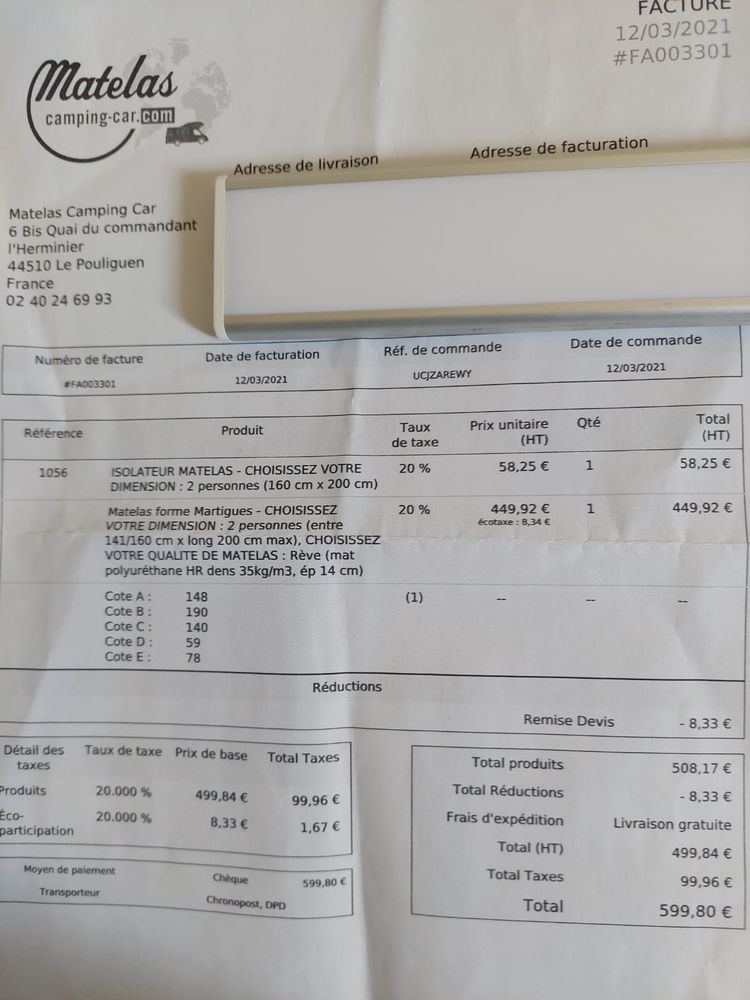 FACTURE
12/03/2021
#FA003301
Matelas
camping-car.com
Adresse de livraison
Adresse de facturation
Matelas Camping Car
6 Bis Quai du commandant
l'Herminier
44510 Le Pouliguen
France
02 40 24 69 93
Numéro de facture Date de facturation Réf. de commande Date de commande
#FA003301 12/03/2021 UCJZAREWY 12/03/2021
Référence Produit Taux de taxe Prix unitaire (HT) Qté Total (HT)
1056 ISOLATEUR MATELAS - CHOISISSEZ VOTRE 20 % 58,25 € 1 58,25 €
DIMENSION : 2 personnes (160 cm x 200 cm)
Matelas forme Martigues - CHOISISSEZ 20 % 449,92 € 1 449,92 €
VOTRE DIMENSION : 2 personnes (entre écotaxe : 8,34 €
141/160 cm x long 200 cm max), CHOISISSEZ
VOTRE QUALITE DE MATELAS : Rêve (mat
polyuréthane HR dens 35kg/m3, ép 14 cm)
Cote A : 148 (1) -- -- --
Cote B : 190
Cote C : 140
Cote D : 59
Cote E : 78
Réductions
Remise Devis - 8,33 €
Détail des taxes Taux de taxe Prix de base Total Taxes
Produits 20.000 % 499,84 € 99,96 €
Éco-participation 20.000 % 8,33 € 1,67 €
Moyen de paiement Chèque 599,80 €
Transporteur Chronopost, DPD
Total produits 508,17 €
Total Réductions - 8,33 €
Frais d'expédition Livraison gratuite
Total (HT) 499,84 €
Total Taxes 99,96 €
Total 599,80 €